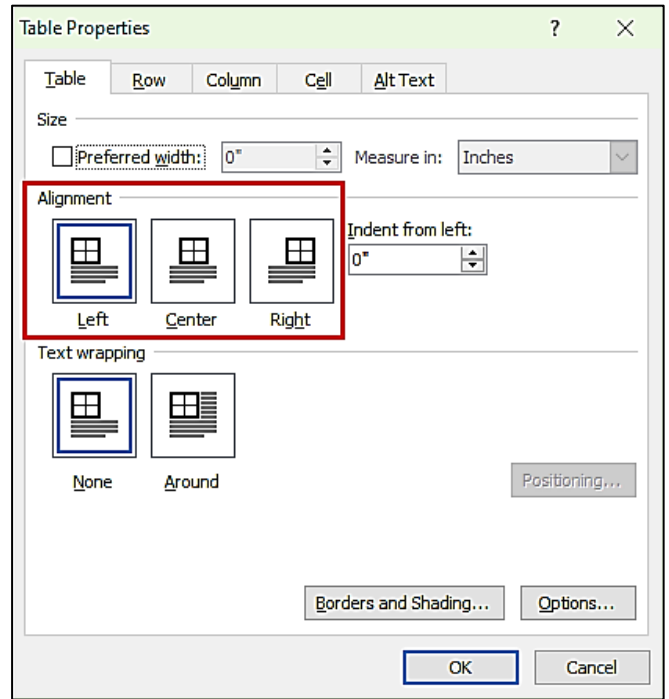 Table Properties ?
Table Row Column Cell Alt Text
Size
Preferred width: 0" Measure in: Inches
Alignment
Indent from left:
0"
Left Center Right
Text wrapping
None Around
Positioning...
Borders and Shading... Options...
OK Cancel